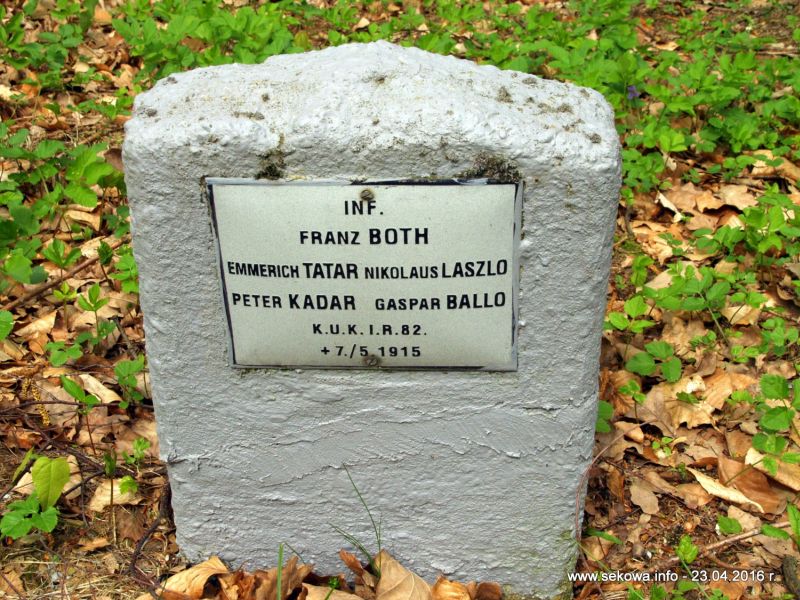 INF.
FRANZ BOTH
EMMERICH TATAR NIKOLAUS LASZLO
PETER KADAR GASPAR BALLO
K.U.K.I.R.82.
+7./5.1915
www.sekowa.info - 23.04.2016 r.